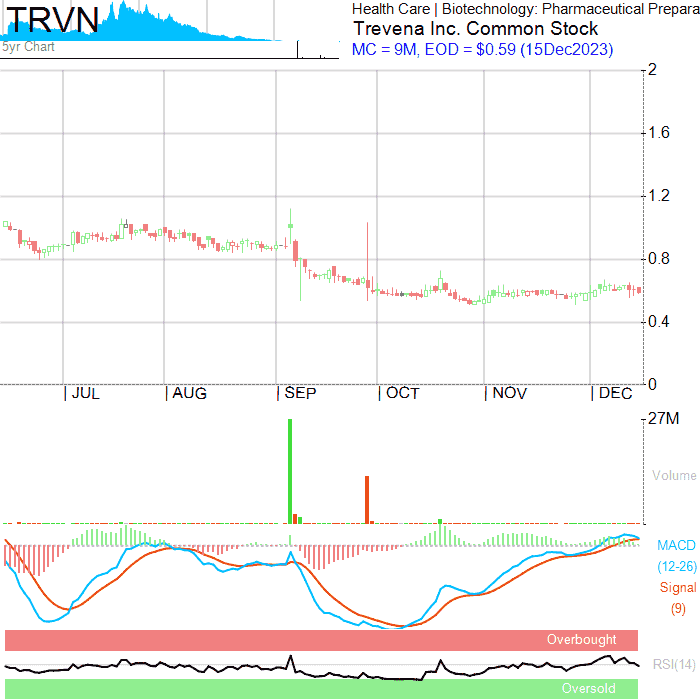 TRVN
5yr Chart
Health Care | Biotechnology: Pharmaceutical Prepara
Trevena Inc. Common Stock
MC = 9M, EOD = $0.59 (15Dec2023)
2
1.6
1.2
0.8
0.4
0
JUL AUG SEP OCT NOV DEC
27M
Volume
MACD
(12-26)
Signal
(9)
Overbought
RSI(14)
Oversold